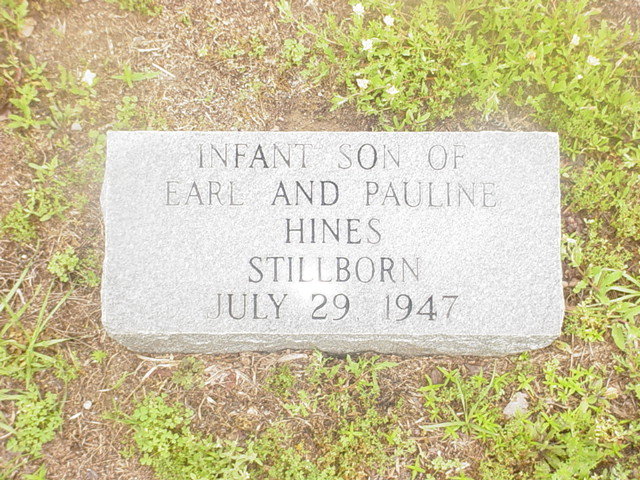 INFANT SON OF
EARL AND PAULINE
HINES
STILLBORN
JULY 29, 1947